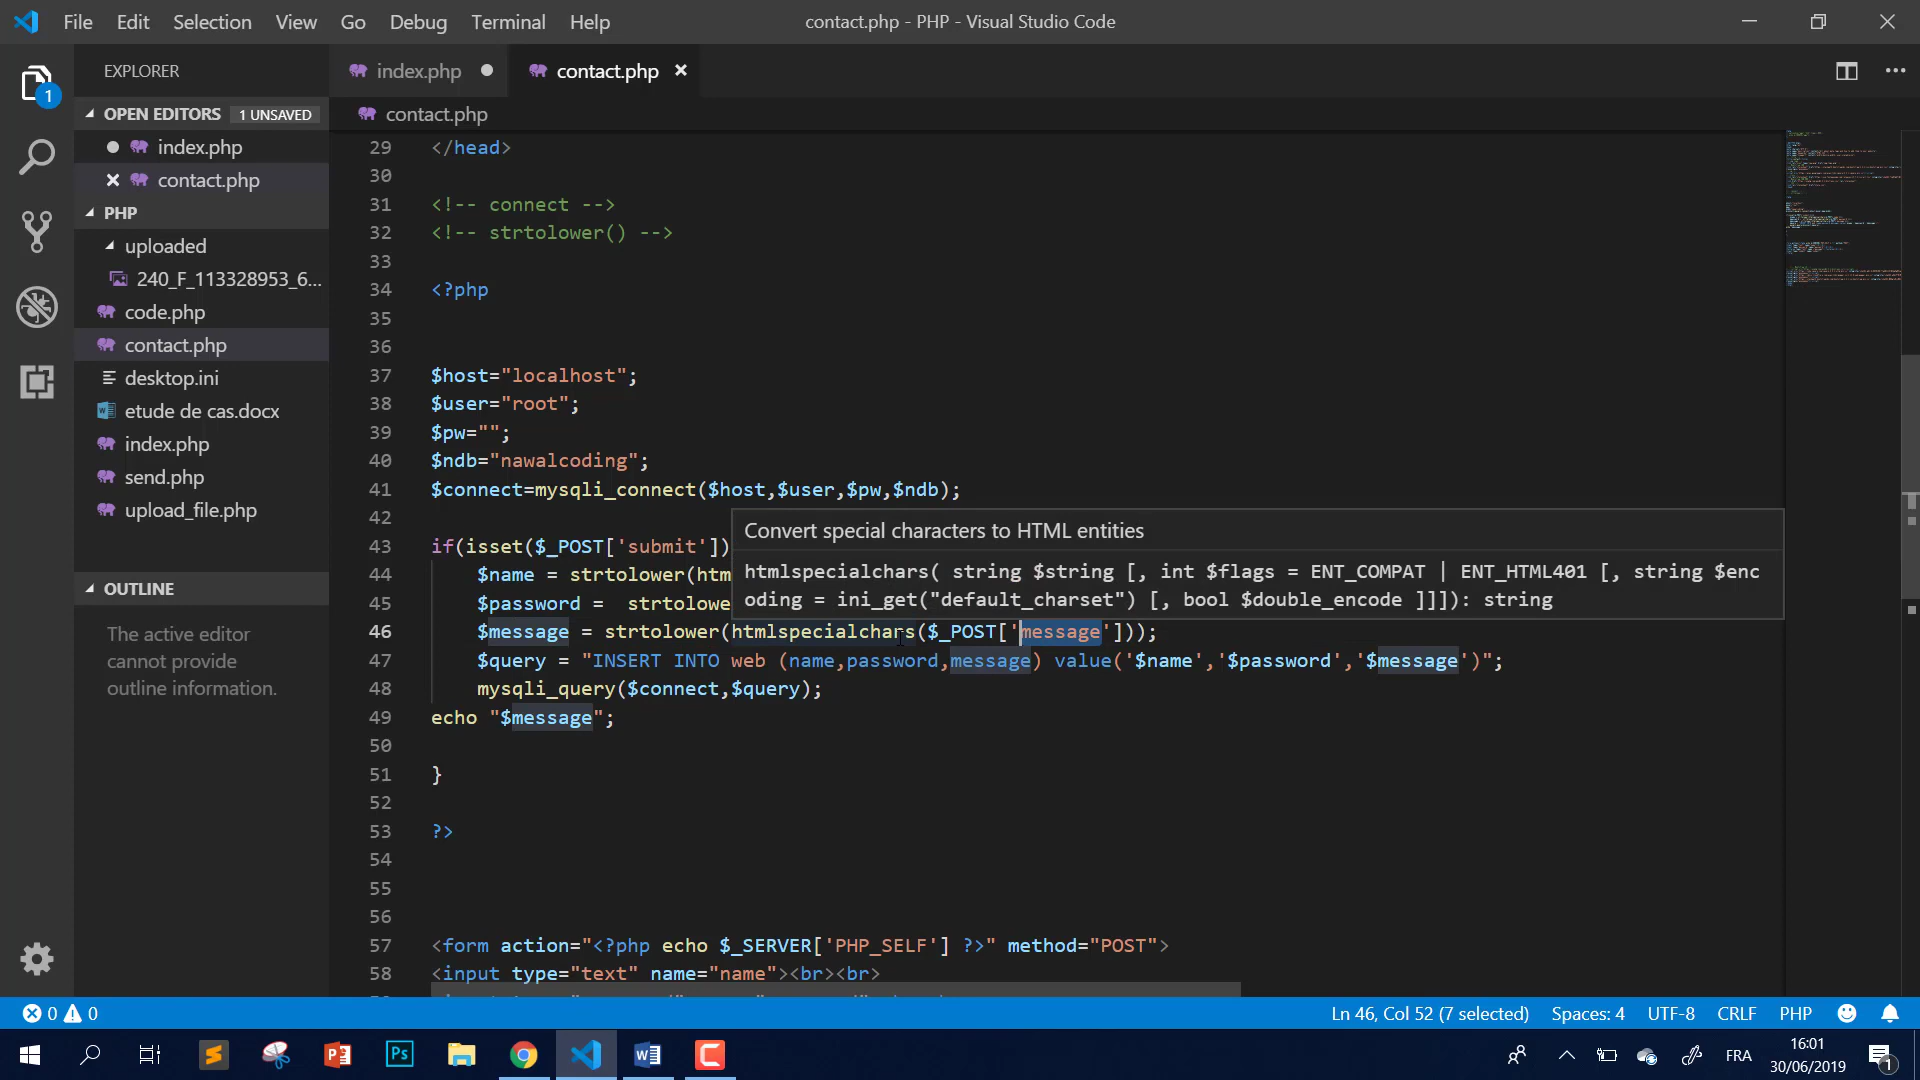 File Edit Selection View Go Debug Terminal Help
contact.php - PHP - Visual Studio Code
EXPLORER
index.php
contact.php
OPEN EDITORS 1 UNSAVED
contact.php
index.php
contact.php
PHP
uploaded
240_F_113328953_6...
code.php
contact.php
desktop.ini
etude de cas.docx
index.php
send.php
upload_file.php
OUTLINE
The active editor
cannot provide
outline information.
1
29 </head>
30
31 <!-- connect -->
32 <!-- strtolower() -->
33
34 <?php
35
36
37 $host="localhost";
38 $user="root";
39 $pw="";
40 $ndb="nawalcoding";
41 $connect=mysqli_connect($host,$user,$pw,$ndb);
42
Convert special characters to HTML entities
htmlspecialchars( string $string [, int $flags = ENT_COMPAT | ENT_HTML401 [, string $enc
oding = ini_get("default_charset") [, bool $double_encode ]]]): string
43 if(isset($_POST['submit'])
44 $name = strtolower(htm
45 $password = strtolowe
46 $message = strtolower(htmlspecialchars($_POST['message']));
47 $query = "INSERT INTO web (name,password,message) value('$name','$password','$message')";
48 mysqli_query($connect,$query);
49 echo "$message";
50
51 }
52
53 ?>
54
55
56
57 <form action="<?php echo $_SERVER['PHP_SELF'] ?>" method="POST">
58 <input type="text" name="name"><br><br>
0 0
Ln 46, Col 52 (7 selected) Spaces: 4 UTF-8 CRLF PHP
Ps
FRA
16:01
30/06/2019
1